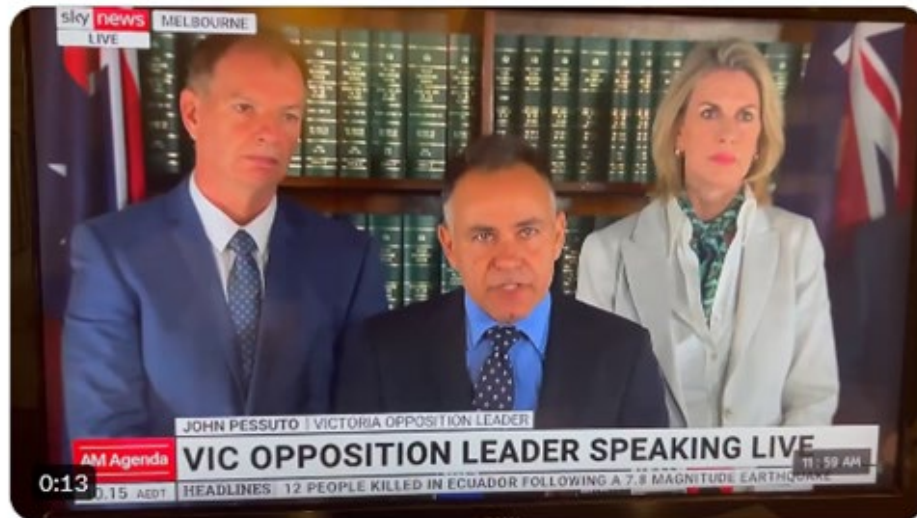 sky news MELBOURNE
LIVE
JOHN PESSUTO | VICTORIA OPPOSITION LEADER
AM Agenda VIC OPPOSITION LEADER SPEAKING LIVE
11:59 AM
0:13
0.15 AEDT HEADLINES 12 PEOPLE KILLED IN ECUADOR FOLLOWING A 7.8 MAGNITUDE EARTHQUAKE